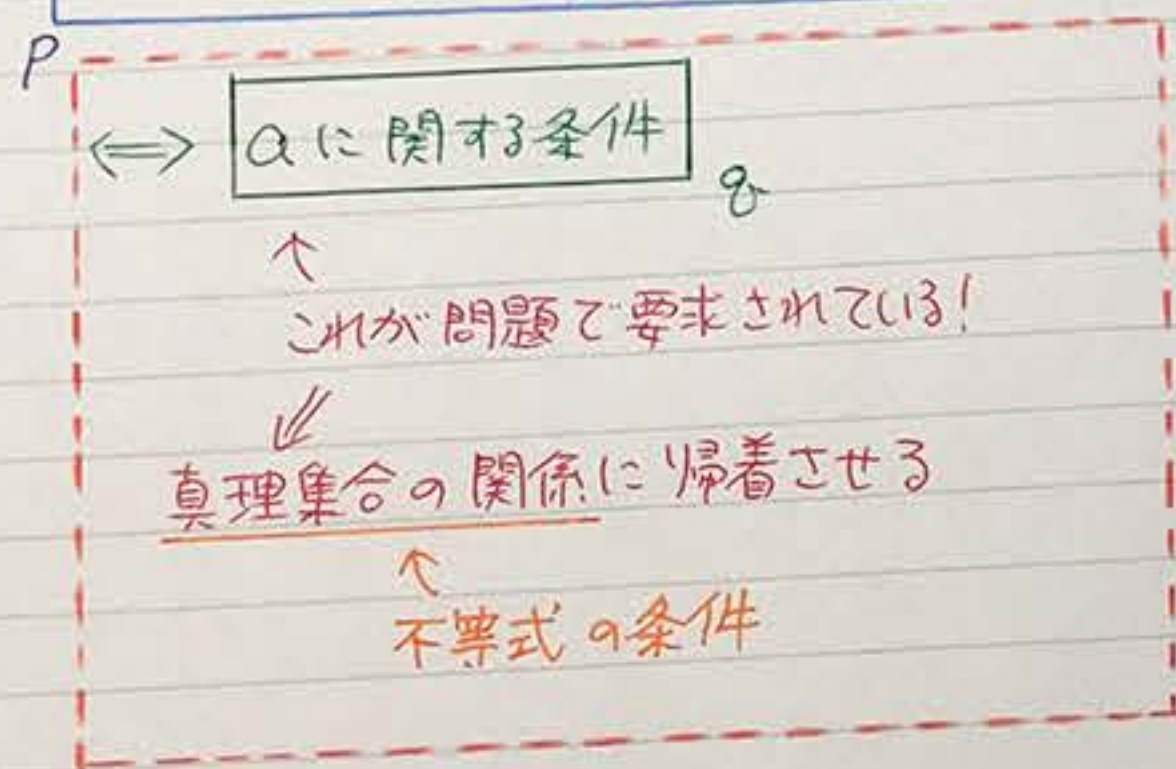 P
⇔ aに関する条件 q
↑
これが問題で要求されている!
⇙
真理集合の関係に帰着させる
↑
不等式の条件